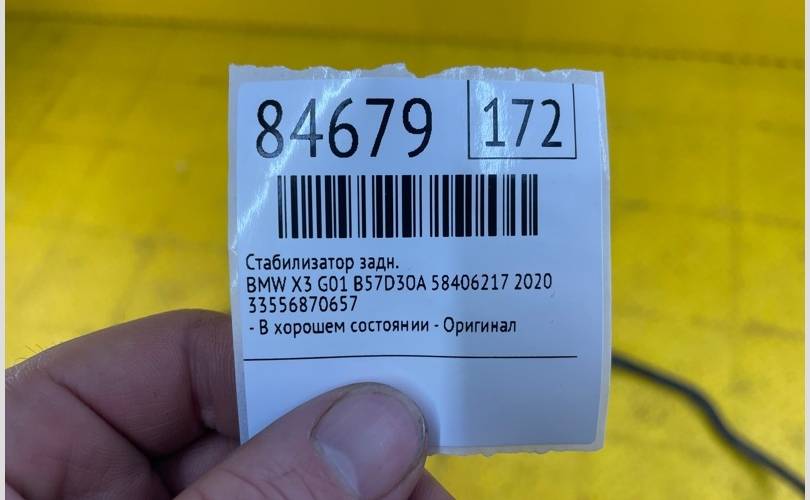 84679 172
Стабилизатор задн.
BMW X3 G01 B57D30A 58406217 2020
33556870657
- В хорошем состоянии - Оригинал